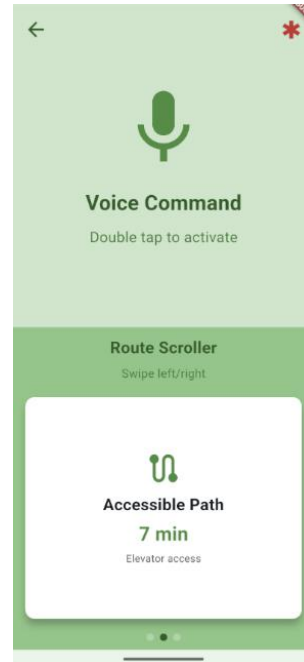 Voice Command
Double tap to activate
Route Scroller
Swipe left/right
Accessible Path
7 min
Elevator access